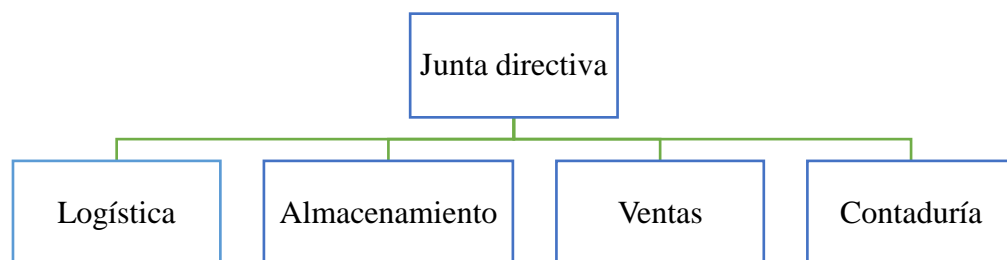 Junta directiva
Logística
Almacenamiento
Ventas
Contaduría